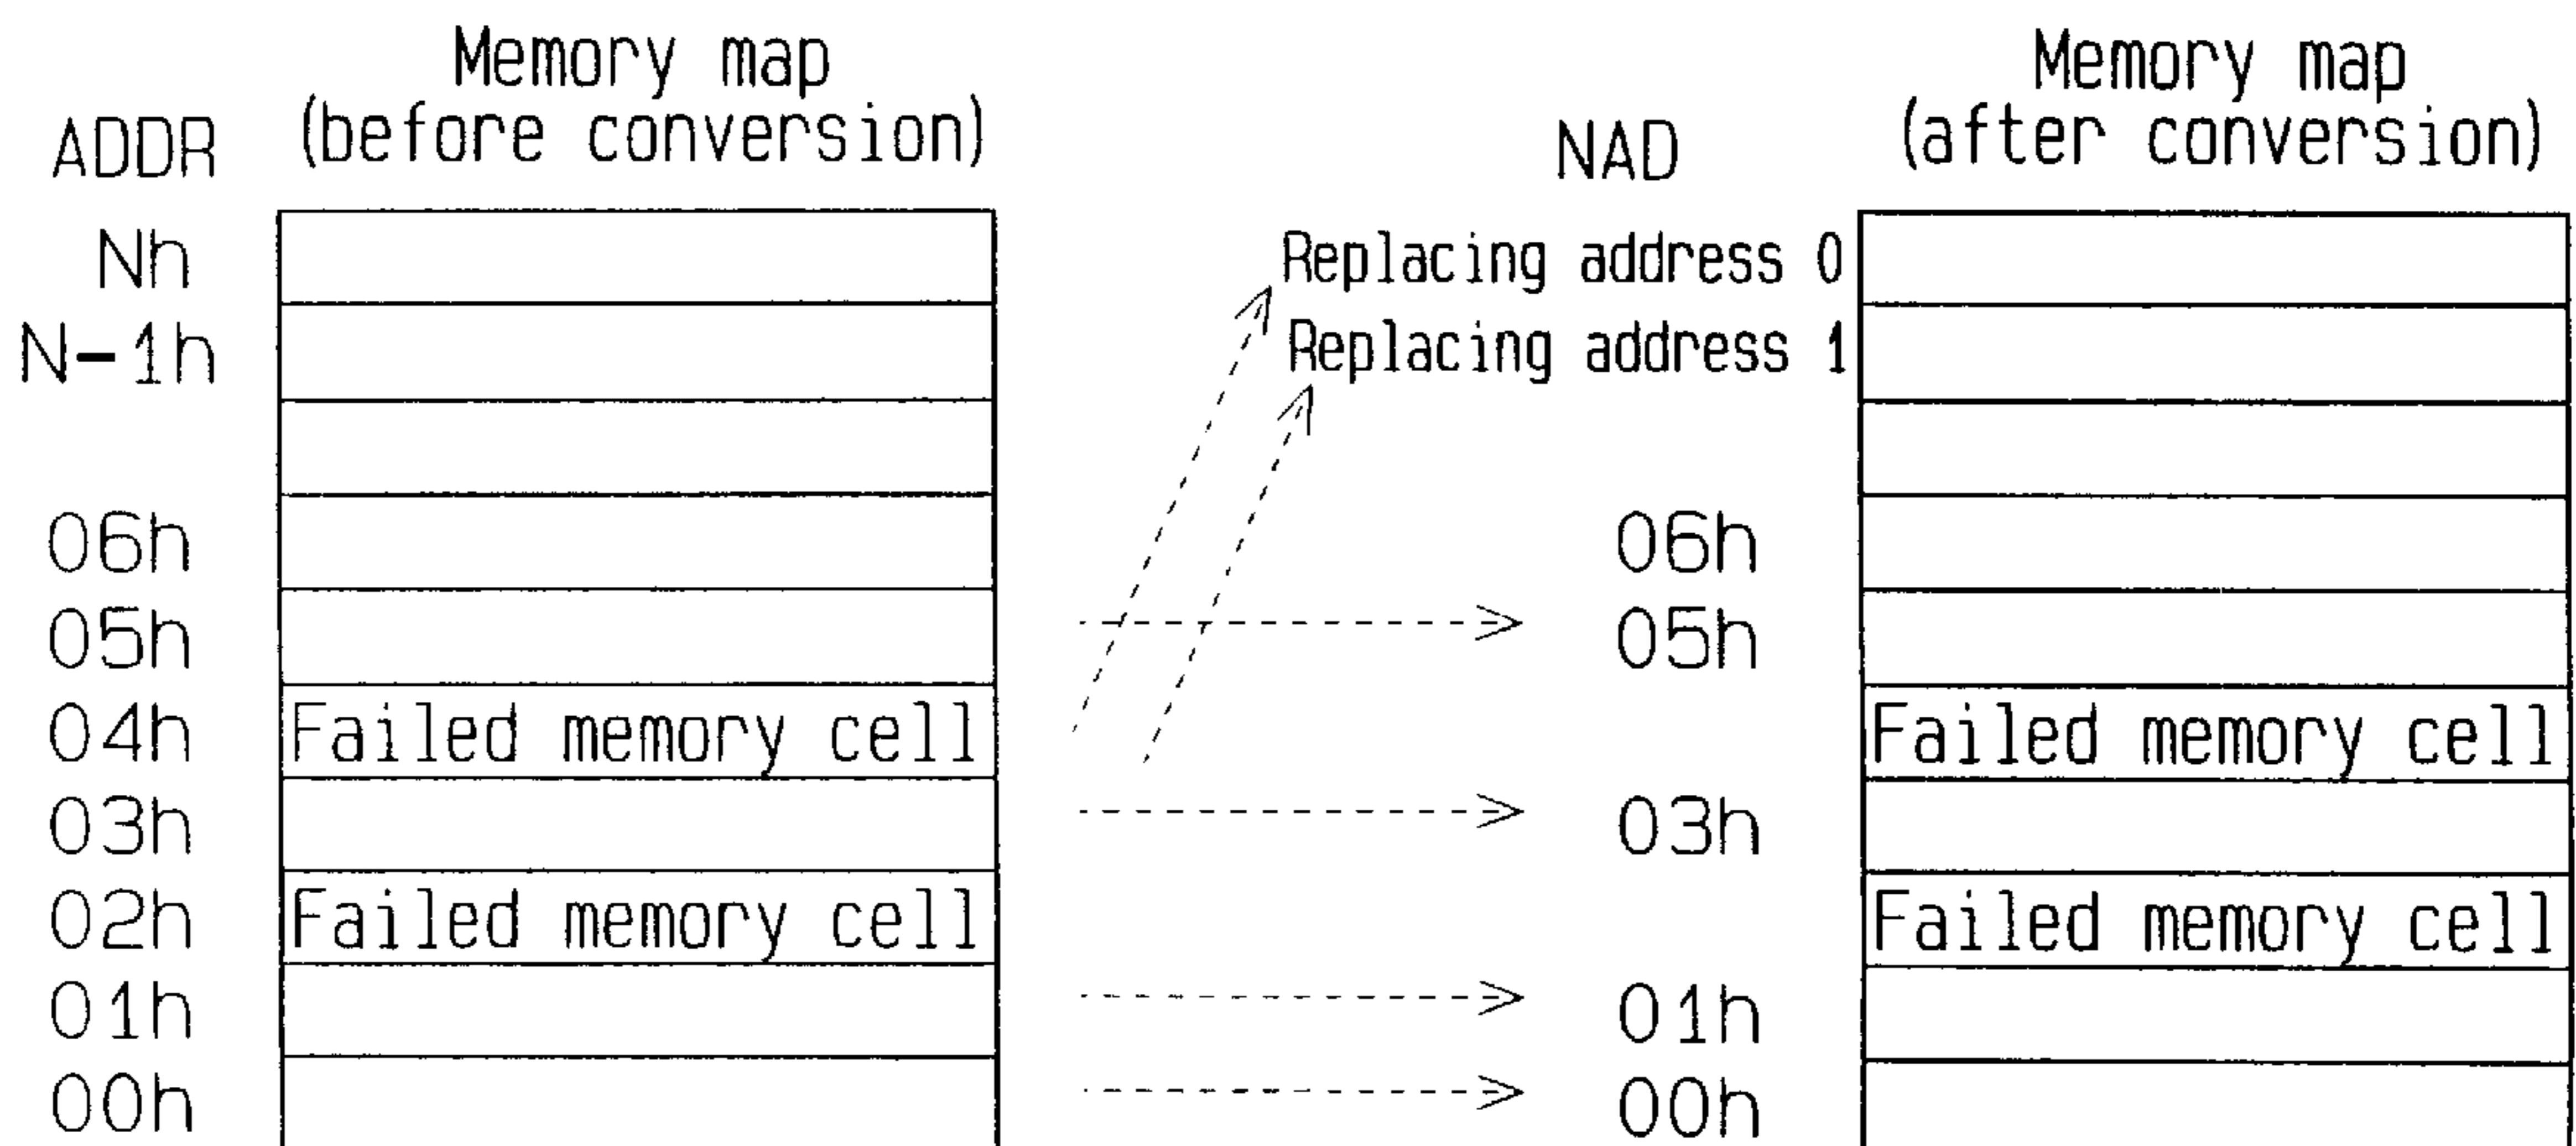 Memory map
(before conversion)
ADDR
Nh
N-1h
06h
05h
04h Failed memory cell
03h
02h Failed memory cell
01h
00h
Memory map
(after conversion)
NAD
Replacing address 0
Replacing address 1
06h
05h
Failed memory cell
03h
Failed memory cell
01h
00h